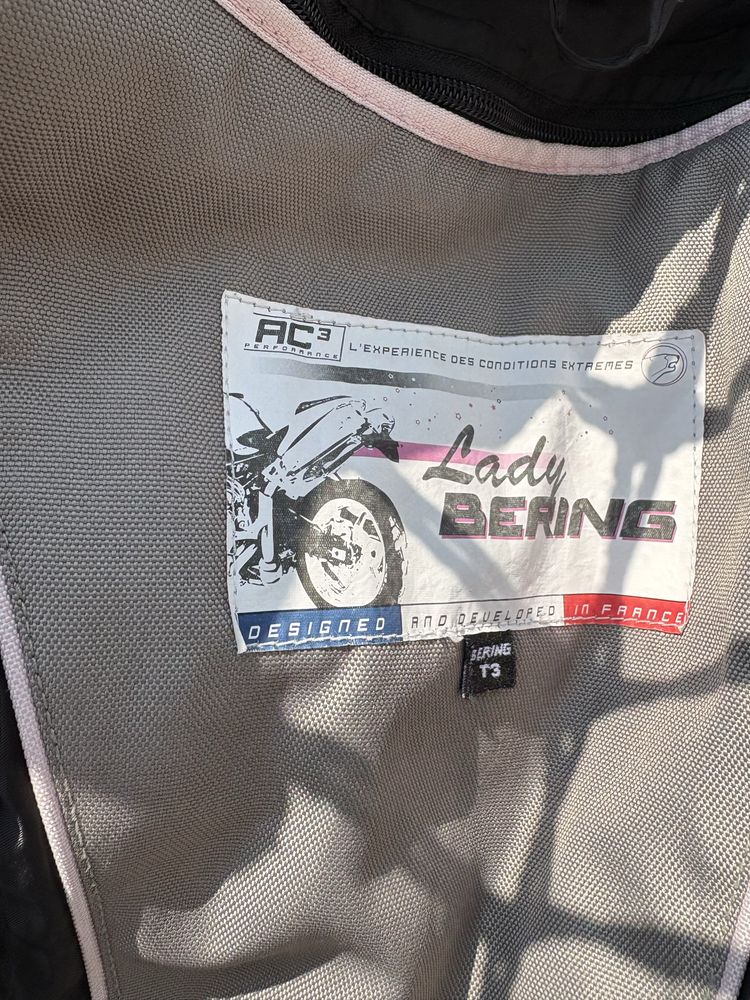 AC3
PERFORMANCE
L'EXPERIENCE DES CONDITIONS EXTREMES
Lady
BERING
DESIGNED AND DEVELOPED IN FRANCE
BERING
T3